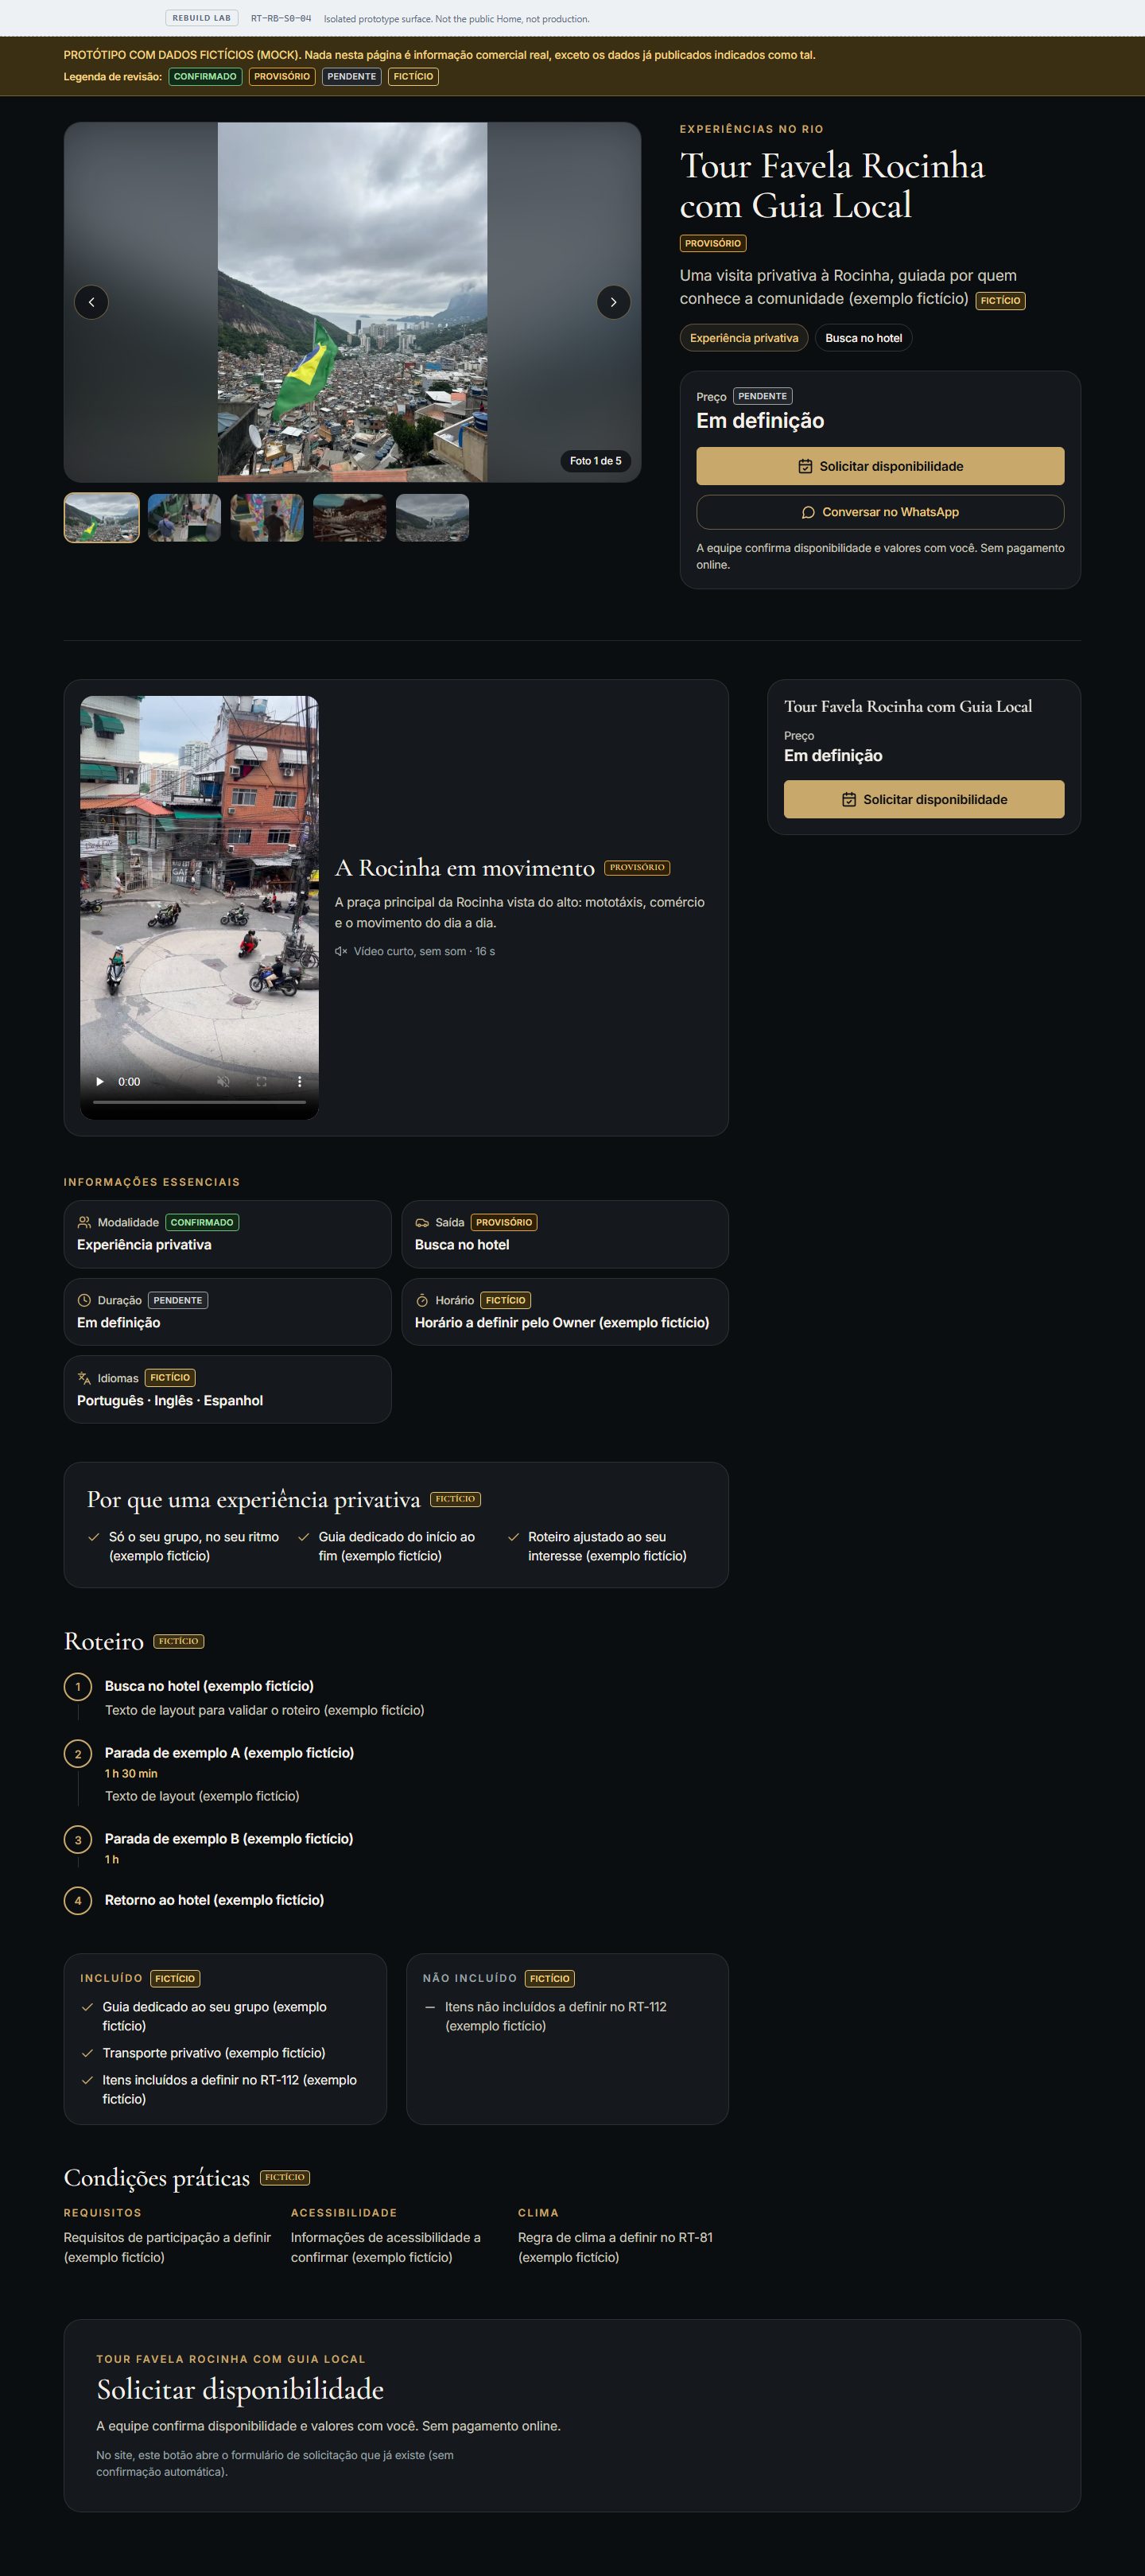 REBUILD LAB RT-RB-S0-04 Isolated prototype surface. Not the public Home, not production.
PROTÓTIPO COM DADOS FICTÍCIOS (MOCK). Nada nesta página é informação comercial real, exceto os dados já publicados indicados como tal.
Legenda de revisão: CONFIRMADO PROVISÓRIO PENDENTE FICTÍCIO
EXPERIÊNCIAS NO RIO
Tour Favela Rocinha
com Guia Local
PROVISÓRIO
Uma visita privativa à Rocinha, guiada por quem
conhece a comunidade (exemplo fictício) FICTÍCIO
Experiência privativa Busca no hotel
Preço PENDENTE
Em definição
Solicitar disponibilidade
Conversar no WhatsApp
A equipe confirma disponibilidade e valores com você. Sem pagamento
online.
Foto 1 de 5
A Rocinha em movimento PROVISÓRIO
A praça principal da Rocinha vista do alto: mototáxis, comércio
e o movimento do dia a dia.
Vídeo curto, sem som · 16 s
0:00
Tour Favela Rocinha com Guia Local
Preço
Em definição
Solicitar disponibilidade
INFORMAÇÕES ESSENCIAIS
Modalidade CONFIRMADO
Experiência privativa
Saída PROVISÓRIO
Busca no hotel
Duração PENDENTE
Em definição
Horário FICTÍCIO
Horário a definir pelo Owner (exemplo fictício)
Idiomas FICTÍCIO
Português · Inglês · Espanhol
Por que uma experiência privativa FICTÍCIO
Só o seu grupo, no seu ritmo
(exemplo fictício)
Guia dedicado do início ao
fim (exemplo fictício)
Roteiro ajustado ao seu
interesse (exemplo fictício)
Roteiro FICTÍCIO
1 Busca no hotel (exemplo fictício)
Texto de layout para validar o roteiro (exemplo fictício)
2 Parada de exemplo A (exemplo fictício)
1 h 30 min
Texto de layout (exemplo fictício)
3 Parada de exemplo B (exemplo fictício)
1 h
4 Retorno ao hotel (exemplo fictício)
INCLUÍDO FICTÍCIO
Guia dedicado ao seu grupo (exemplo
fictício)
Transporte privativo (exemplo fictício)
Itens incluídos a definir no RT-112 (exemplo
fictício)
NÃO INCLUÍDO FICTÍCIO
Itens não incluídos a definir no RT-112
(exemplo fictício)
Condições práticas FICTÍCIO
REQUISITOS
Requisitos de participação a definir
(exemplo fictício)
ACESSIBILIDADE
Informações de acessibilidade a
confirmar (exemplo fictício)
CLIMA
Regra de clima a definir no RT-81
(exemplo fictício)
TOUR FAVELA ROCINHA COM GUIA LOCAL
Solicitar disponibilidade
A equipe confirma disponibilidade e valores com você. Sem pagamento online.
No site, este botão abre o formulário de solicitação que já existe (sem
confirmação automática).